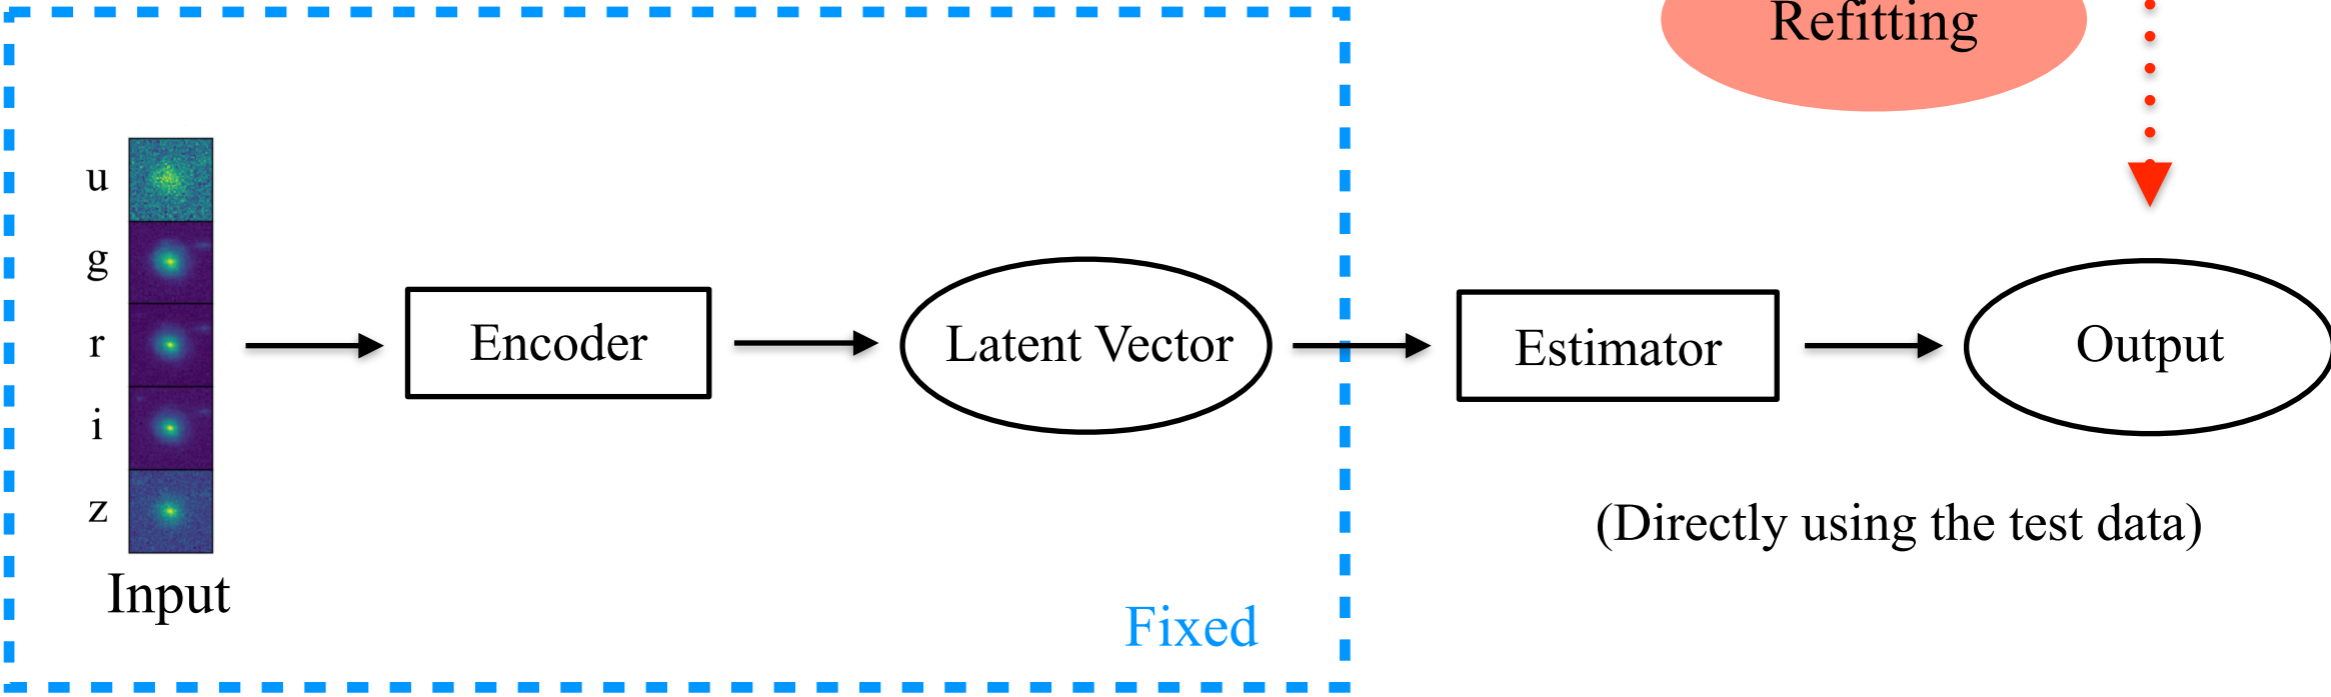 Refitting
u
g
r
i
z
Input
Encoder
Latent Vector
Estimator
Output
(Directly using the test data)
Fixed